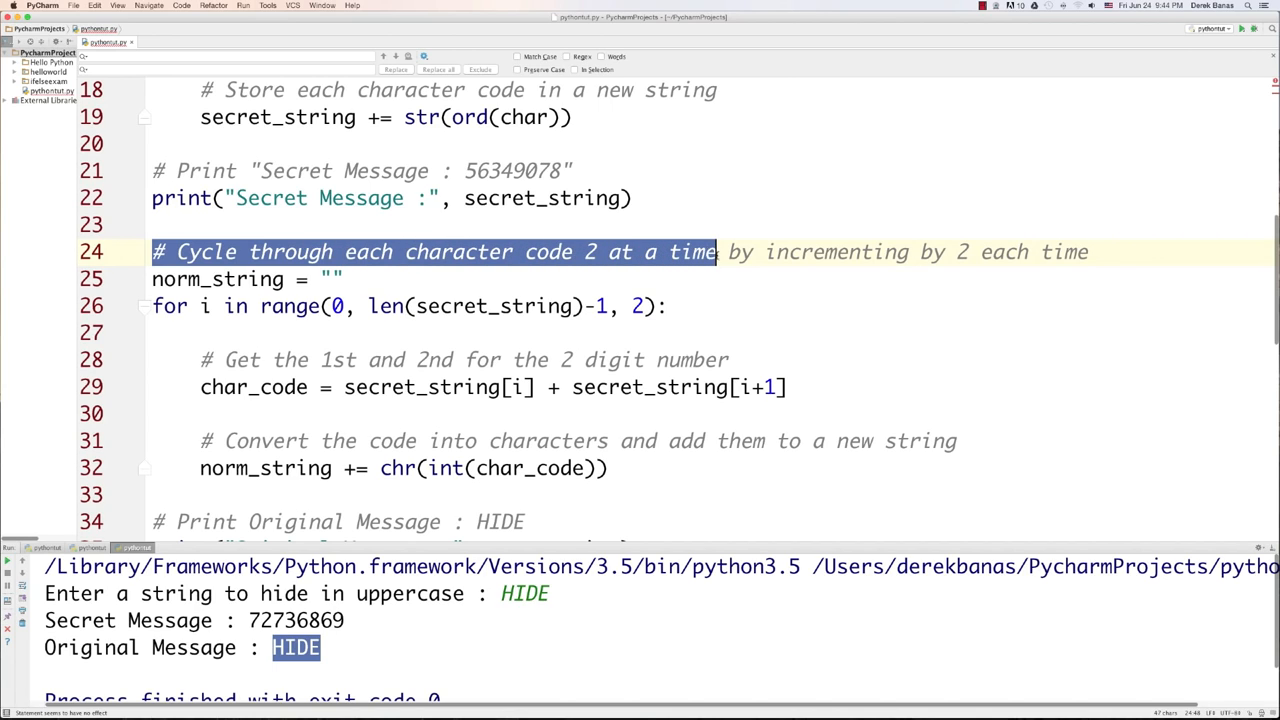 PyCharm File Edit View Navigate Code Refactor Run Tools VCS Window Help Fri Jun 24 9:44 PM Derek Banas
pythontut.py - PycharmProjects - [~/PycharmProjects]
PycharmProjects pythontut.py pythontut
pythontut.py
PycharmProject
Hello Python
helloworld
ifelseexam
pythontut.py
External Librarie
Match Case Regex Words
Replace Replace all Exclude Preserve Case In Selection
18 # Store each character code in a new string
19 secret_string += str(ord(char))
20
21 # Print "Secret Message : 56349078"
22 print("Secret Message :", secret_string)
23
24 # Cycle through each character code 2 at a time by incrementing by 2 each time
25 norm_string = ""
26 for i in range(0, len(secret_string)-1, 2):
27
28 # Get the 1st and 2nd for the 2 digit number
29 char_code = secret_string[i] + secret_string[i+1]
30
31 # Convert the code into characters and add them to a new string
32 norm_string += chr(int(char_code))
33
34 # Print Original Message : HIDE
Run: pythontut pythontut pythontut
/Library/Frameworks/Python.framework/Versions/3.5/bin/python3.5 /Users/derekbanas/PycharmProjects/pytho
Enter a string to hide in uppercase : HIDE
Secret Message : 72736869
Original Message : HIDE
Process finished with exit code 0
Statement seems to have no effect 47 chars 24:48 LF UTF-8